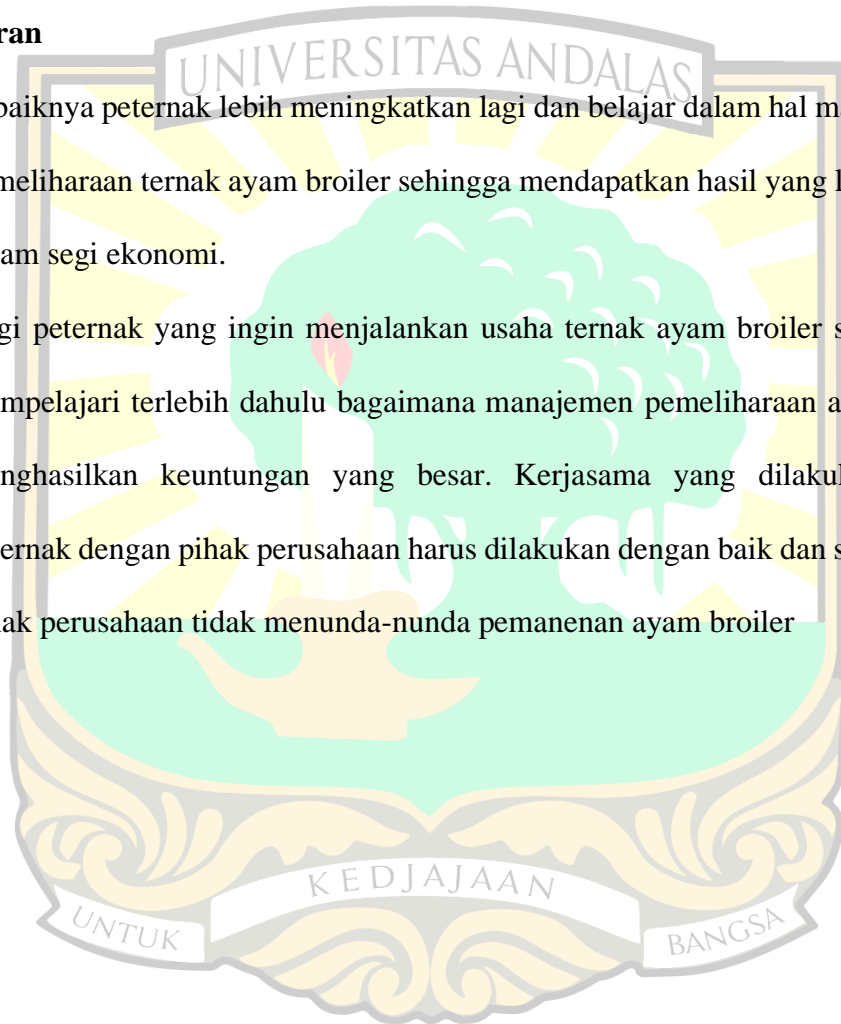 ran
UNIVERSITAS ANDALAS
baiknya peternak lebih meningkatkan lagi dan belajar dalam hal m
meliharaan ternak ayam broiler sehingga mendapatkan hasil yang l
am segi ekonomi.
gi peternak yang ingin menjalankan usaha ternak ayam broiler s
mpelajari terlebih dahulu bagaimana manajemen pemeliharaan a
nghasilkan keuntungan yang besar. Kerjasama yang dilakul
ternak dengan pihak perusahaan harus dilakukan dengan baik dan s
ak perusahaan tidak menunda-nunda pemanenan ayam broiler
UNTUK KEDJAJAAN BANGSA